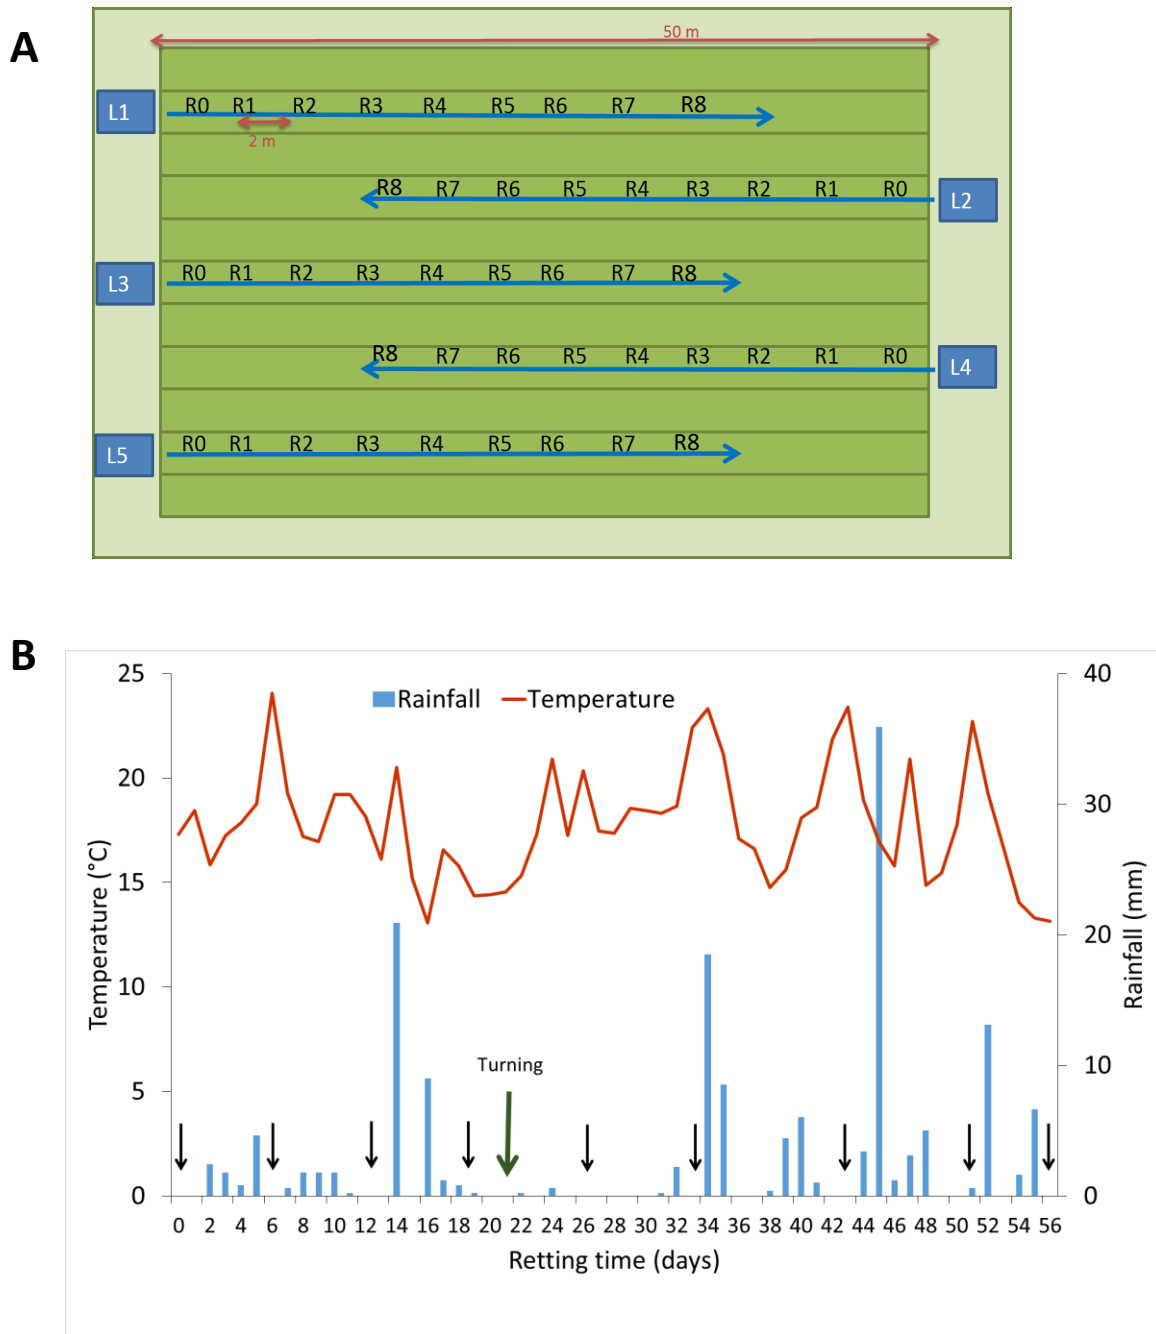 A
50 m
L1
R0 R1 R2 R3 R4 R5 R6 R7 R8
2 m
R8 R7 R6 R5 R4 R3 R2 R1 R0
L2
L3
R0 R1 R2 R3 R4 R5 R6 R7 R8
R8 R7 R6 R5 R4 R3 R2 R1 R0
L4
L5
R0 R1 R2 R3 R4 R5 R6 R7 R8
B
Rainfall Temperature
25
20
15
10
5
0
Temperature (°C)
40
30
20
10
0
Rainfall (mm)
Turning
0 2 4 6 8 10 12 14 16 18 20 22 24 26 28 30 32 34 36 38 40 42 44 46 48 50 52 54 56
Retting time (days)